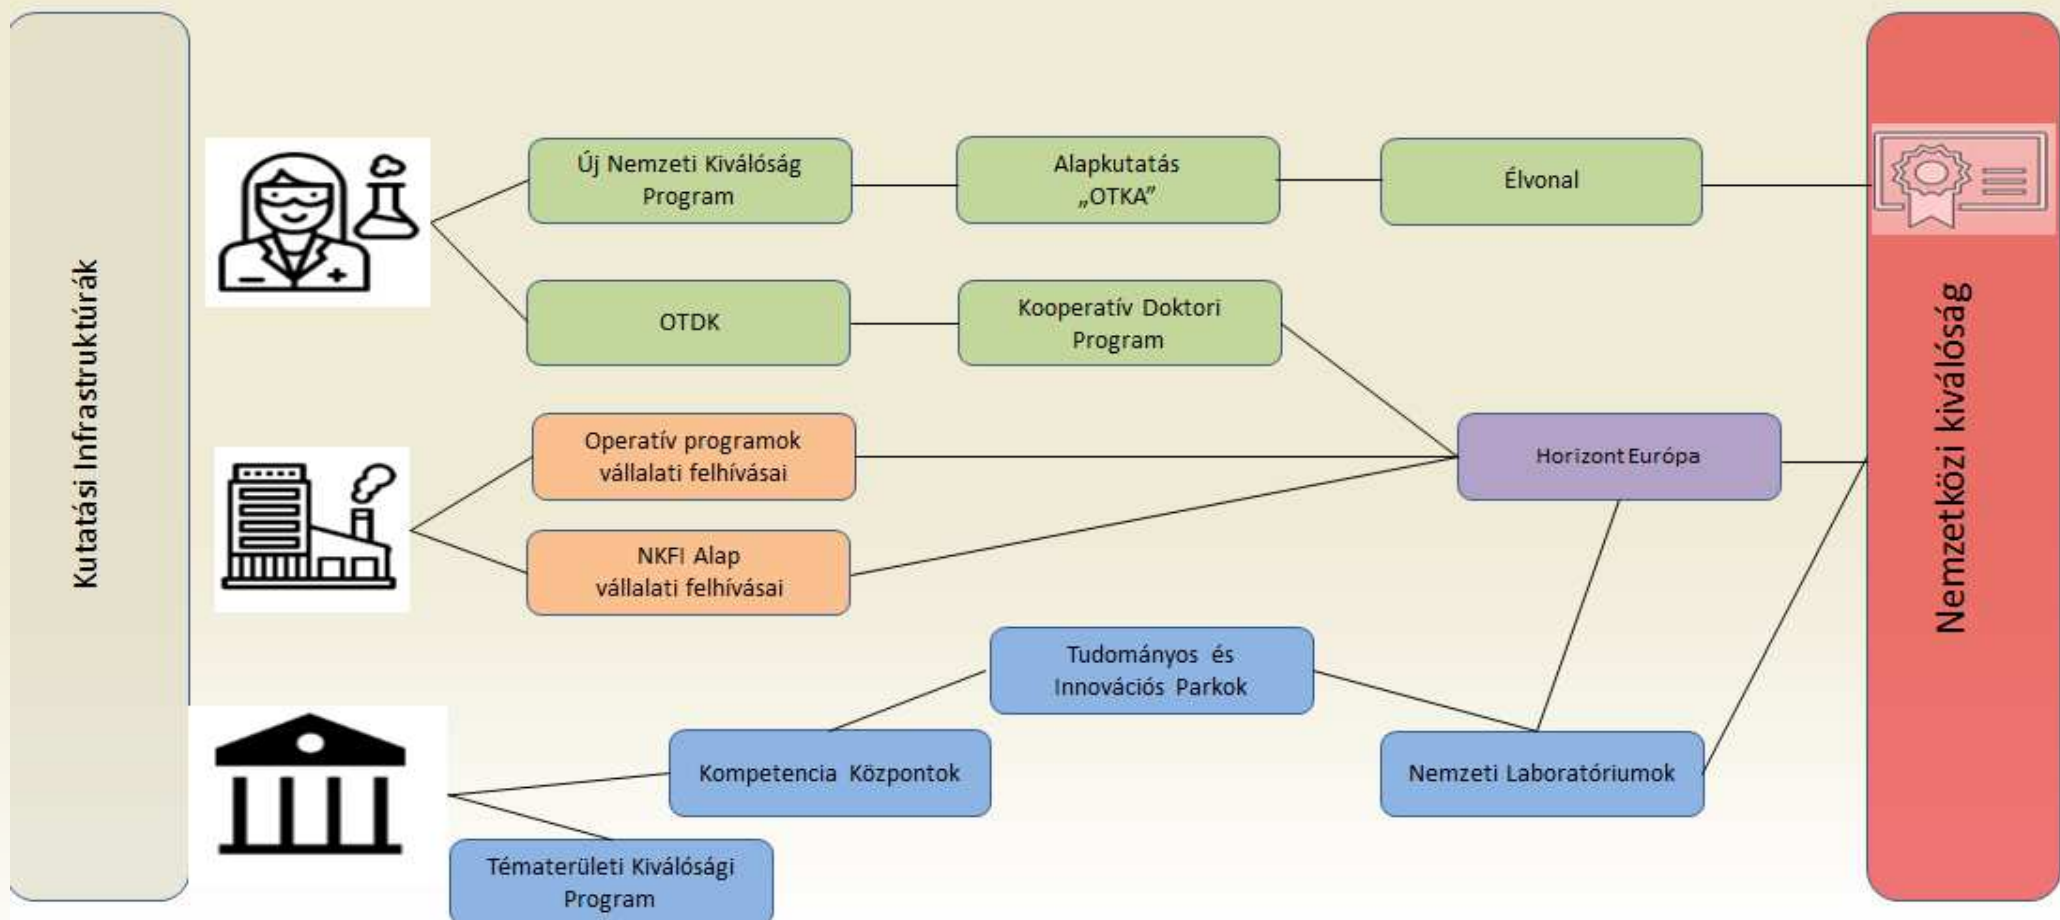 Kutatási Infrastruktúrák
Új Nemzeti Kiválóság
Program
Alapkutatás
„OTKA”
Élvonal
OTDK
Kooperatív Doktori
Program
Operatív programok
vállalati felhívásai
Horizont Európa
NKFI Alap
vállalati felhívásai
Tudományos és
Innovációs Parkok
Kompetencia Központok
Nemzeti Laboratóriumok
Tématerületi Kiválósági
Program
Nemzetközi kiválóság